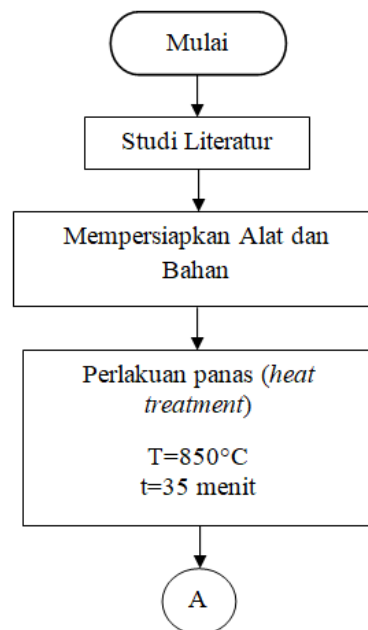 Mulai
Studi Literatur
Mempersiapkan Alat dan
Bahan
Perlakuan panas (heat
treatment)
T=850°C
t=35 menit
A